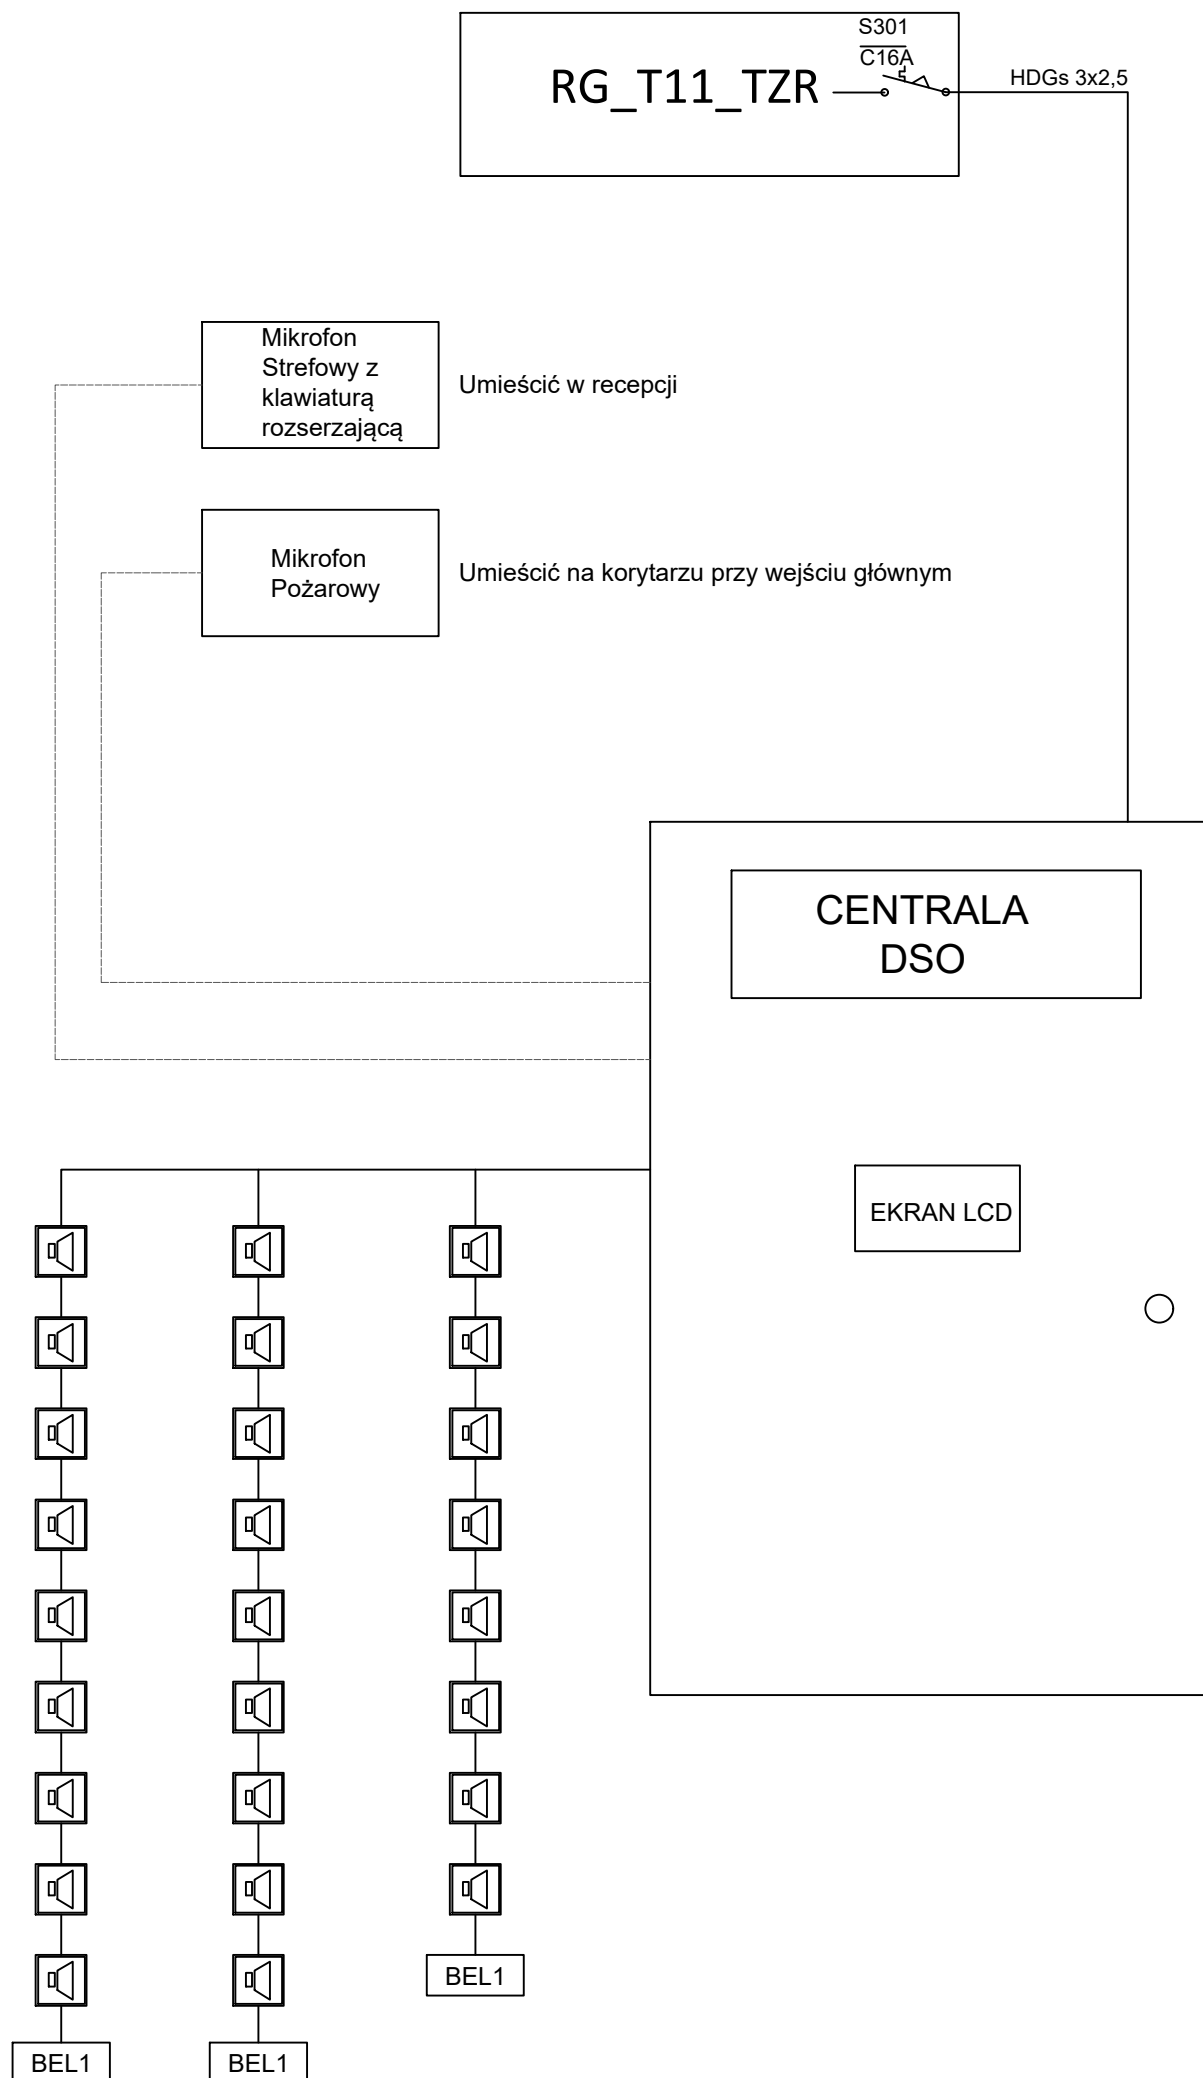 S301
C16A
RG_T11_TZR
HDGs 3x2,5
Mikrofon
Strefowy z
klawiaturą
rozserzającą
Umieścić w recepcji
Mikrofon
Pożarowy
Umieścić na korytarzu przy wejściu głównym
CENTRALA
DSO
EKRAN LCD
BEL1
BEL1
BEL1